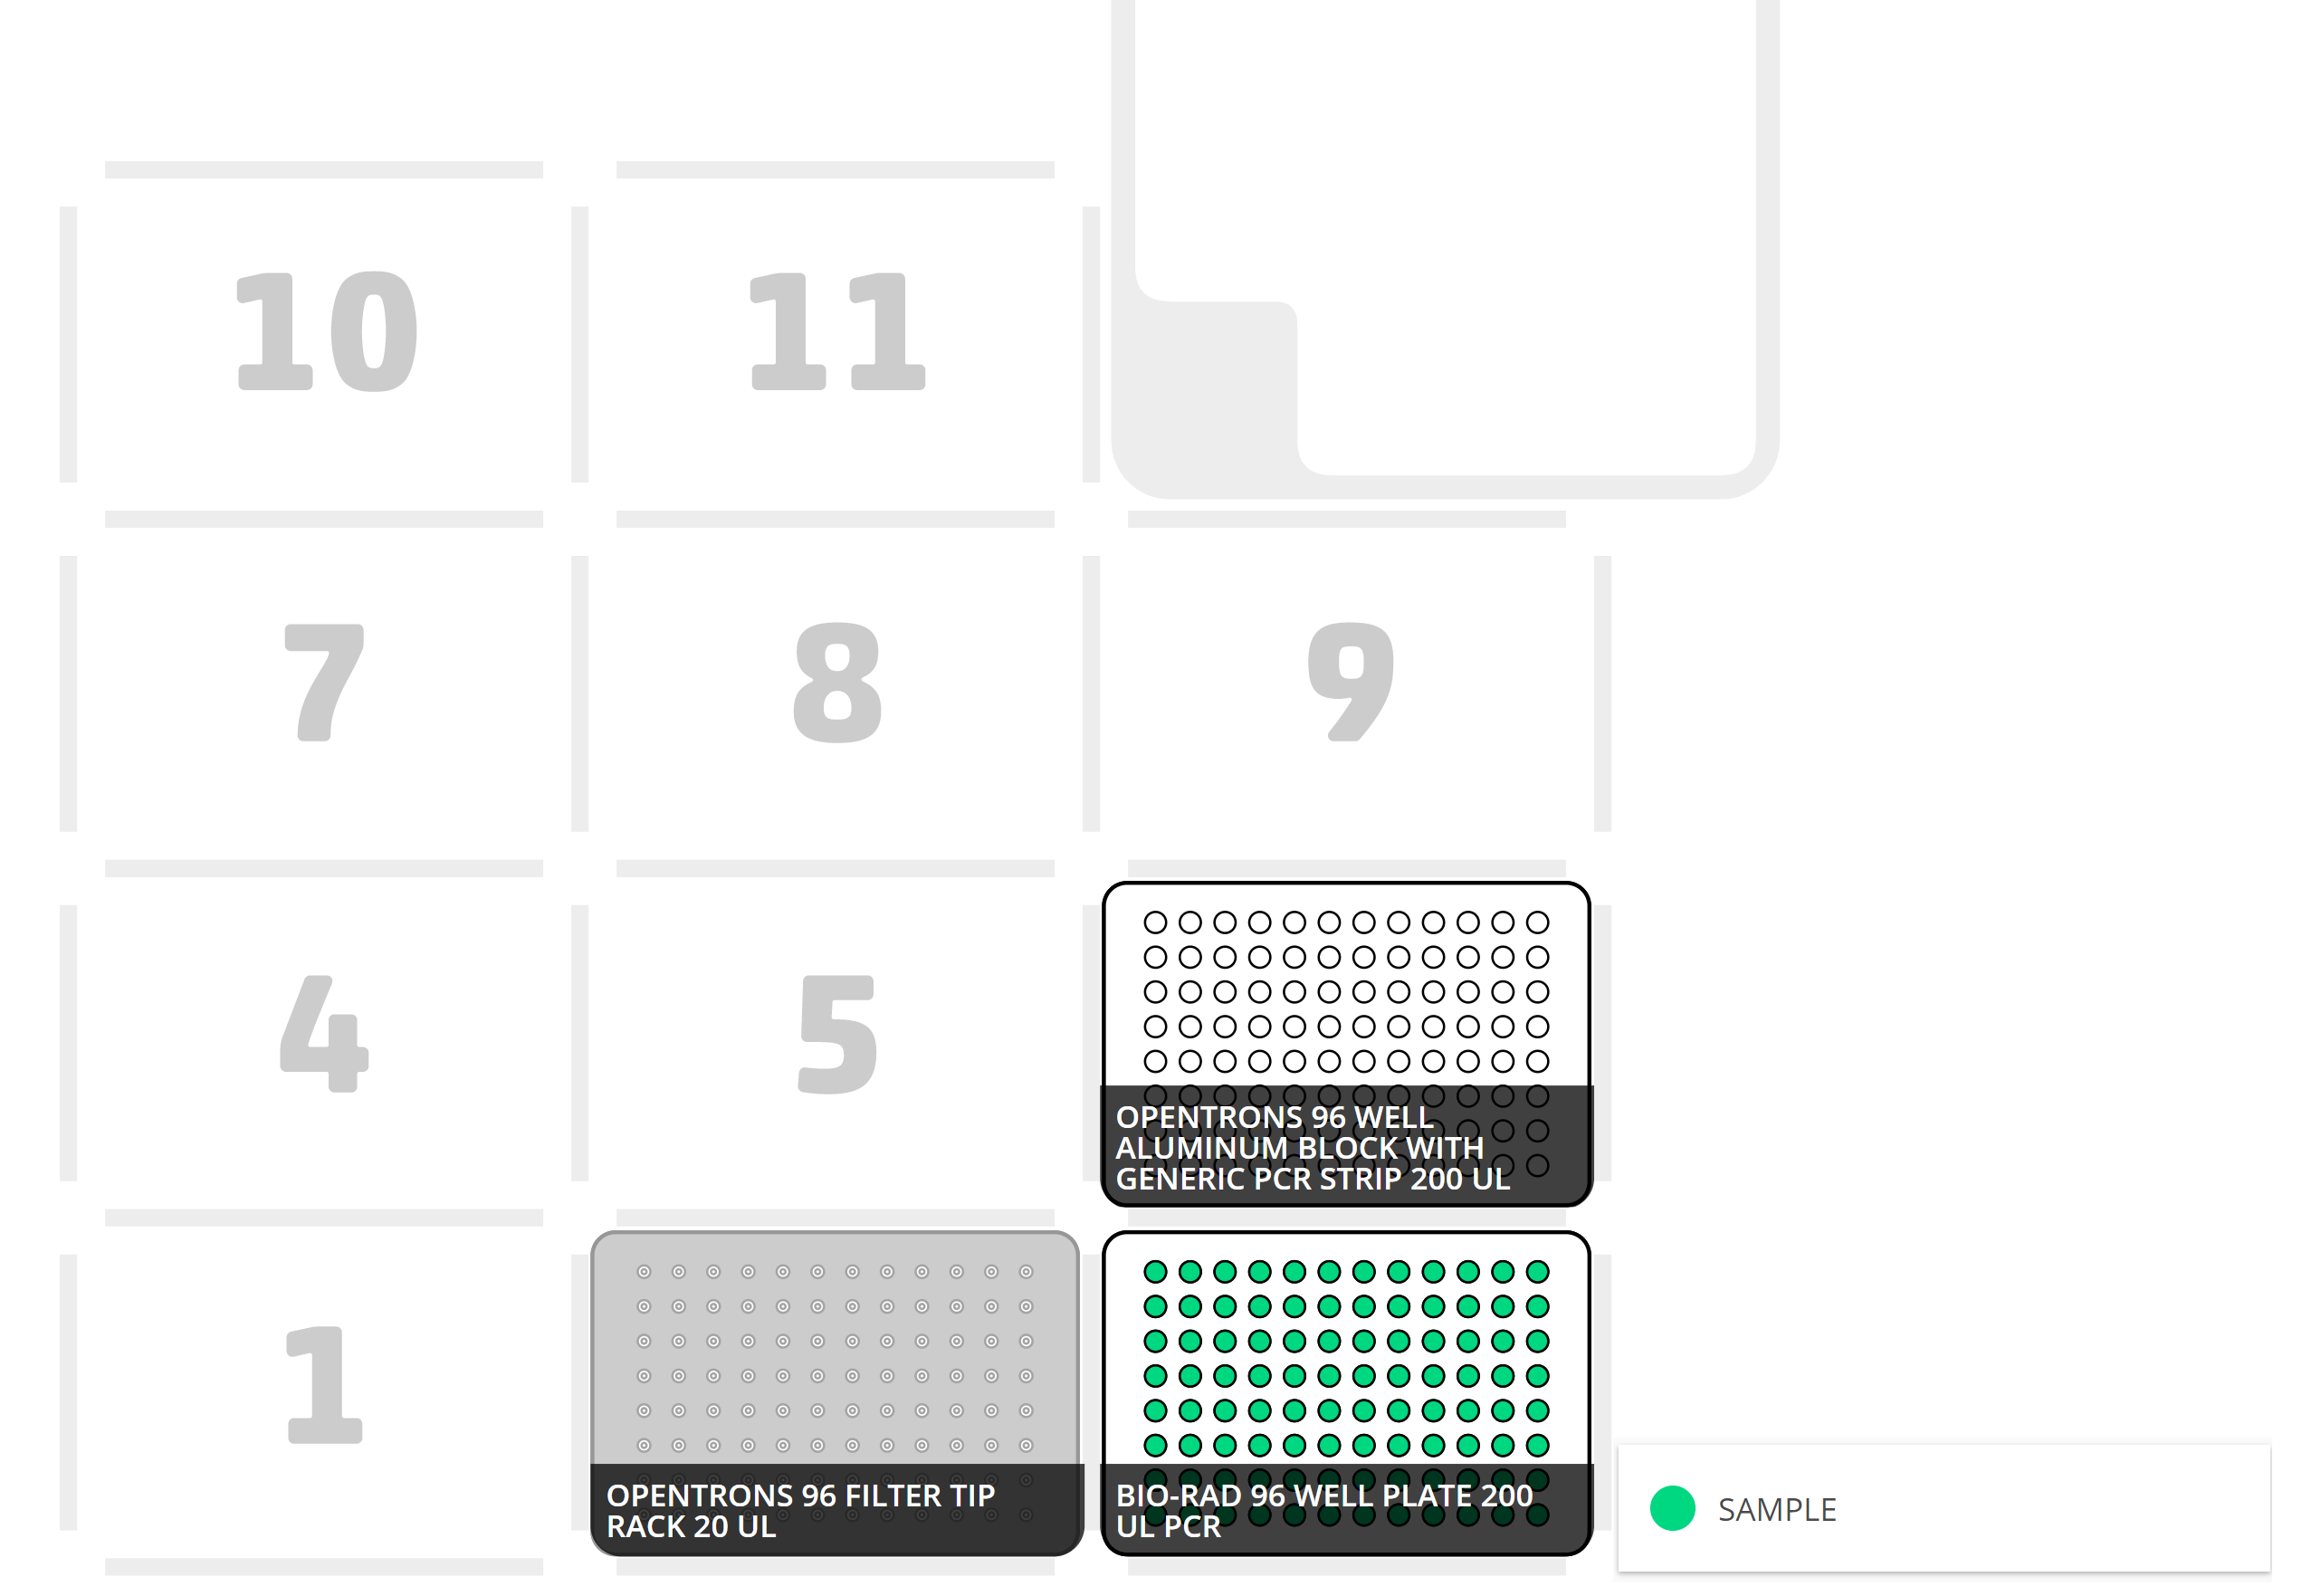 10
11
7
8
9
4
5
OPENTRONS 96 WELL
ALUMINUM BLOCK WITH
GENERIC PCR STRIP 200 UL
1
OPENTRONS 96 FILTER TIP
RACK 20 UL
BIO-RAD 96 WELL PLATE 200
UL PCR
SAMPLE